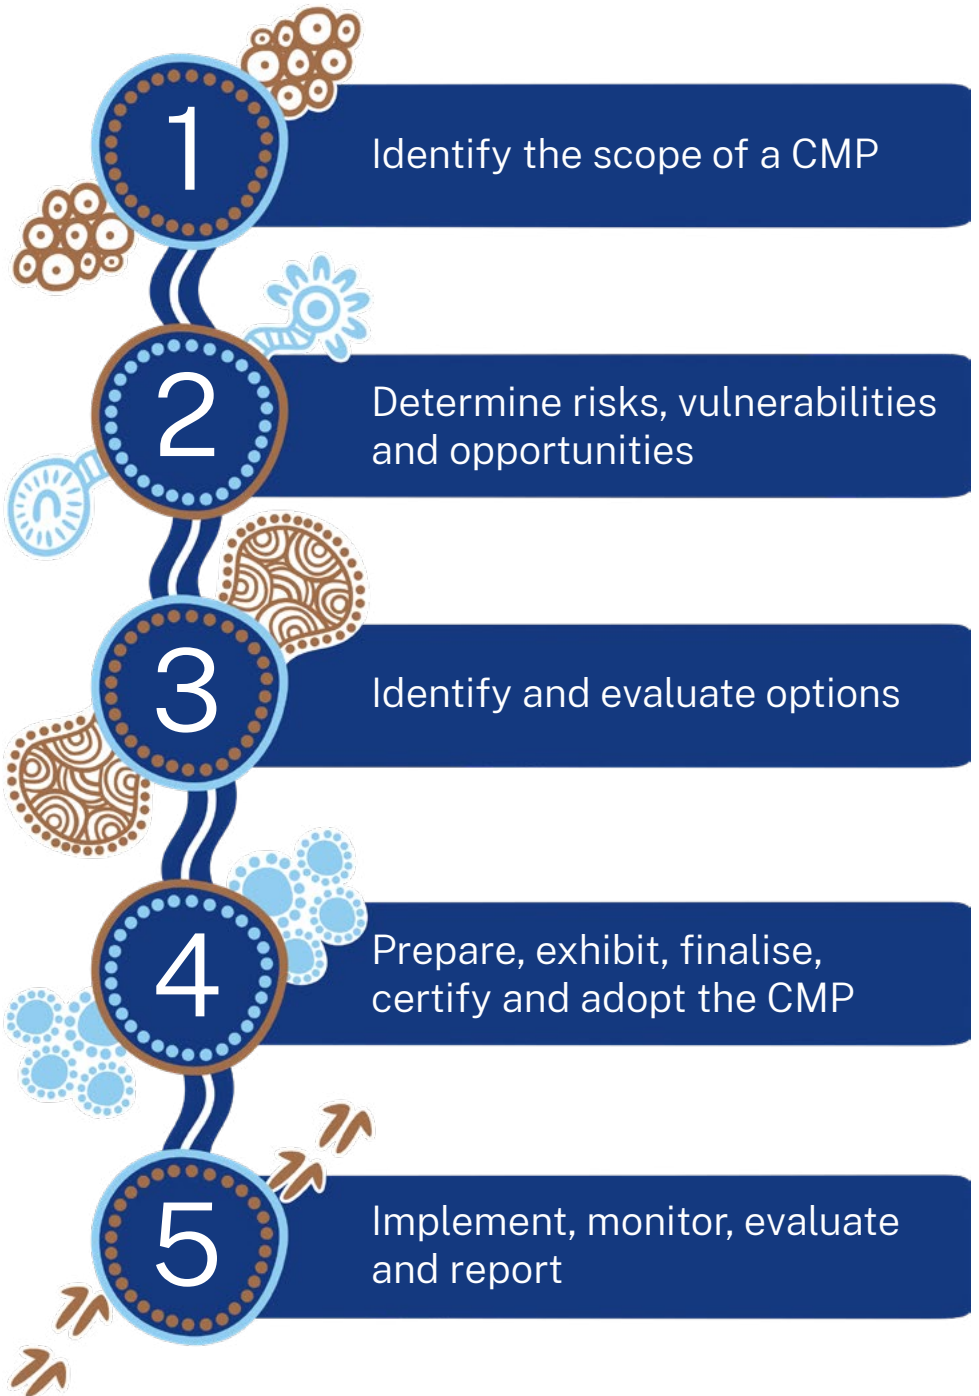 1
Identify the scope of a CMP
2
Determine risks, vulnerabilities
and opportunities
3
Identify and evaluate options
4
Prepare, exhibit, finalise,
certify and adopt the CMP
5
Implement, monitor, evaluate
and report